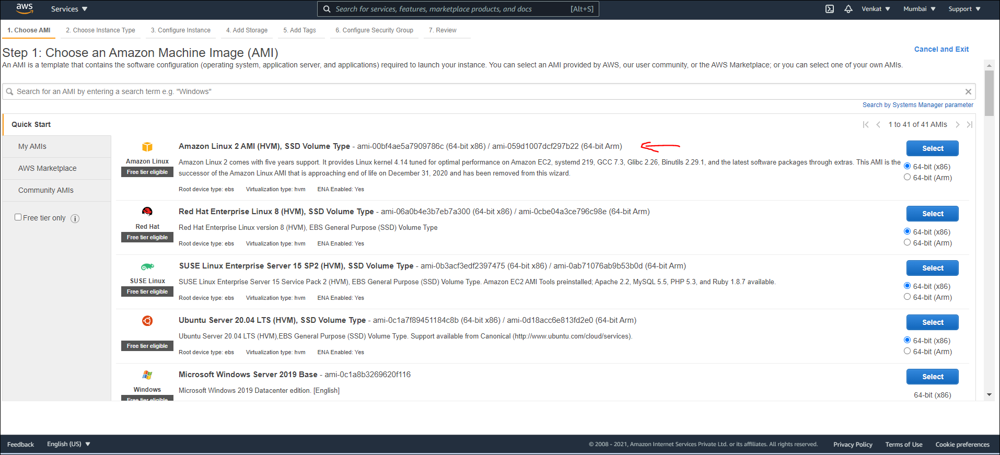 aws Services Search for services, features, marketplace products, and docs [Alt+S] Venkat Mumbai Support
1. Choose AMI 2. Choose Instance Type 3. Configure Instance 4. Add Storage 5. Add Tags 6. Configure Security Group 7. Review
Step 1: Choose an Amazon Machine Image (AMI)
Cancel and Exit
An AMI is a template that contains the software configuration (operating system, application server, and applications) required to launch your instance. You can select an AMI provided by AWS, our user community, or the AWS Marketplace; or you can select one of your own AMIs.
Search for an AMI by entering a search term e.g. "Windows"
Search by Systems Manager parameter
Quick Start
1 to 41 of 41 AMIs
My AMIs
AWS Marketplace
Community AMIs
Free tier only
Amazon Linux
Free tier eligible
Amazon Linux 2 AMI (HVM), SSD Volume Type - ami-00bf4ae5a7909786c (64-bit x86) / ami-059d1007dcf297b22 (64-bit Arm)
Amazon Linux 2 comes with five years support. It provides Linux kernel 4.14 tuned for optimal performance on Amazon EC2, systemd 219, GCC 7.3, Glibc 2.26, Binutils 2.29.1, and the latest software packages through extras. This AMI is the
successor of the Amazon Linux AMI that is approaching end of life on December 31, 2020 and has been removed from this wizard.
Root device type: ebs Virtualization type: hvm ENA Enabled: Yes
Select
64-bit (x86)
64-bit (Arm)
Red Hat
Free tier eligible
Red Hat Enterprise Linux 8 (HVM), SSD Volume Type - ami-06a0b4e3b7eb7a300 (64-bit x86) / ami-0cbe04a3ce796c98e (64-bit Arm)
Red Hat Enterprise Linux version 8 (HVM), EBS General Purpose (SSD) Volume Type
Root device type: ebs Virtualization type: hvm ENA Enabled: Yes
Select
64-bit (x86)
64-bit (Arm)
SUSE Linux
Free tier eligible
SUSE Linux Enterprise Server 15 SP2 (HVM), SSD Volume Type - ami-0b3acf3edf2397475 (64-bit x86) / ami-0ab71076ab9b53b0d (64-bit Arm)
SUSE Linux Enterprise Server 15 Service Pack 2 (HVM), EBS General Purpose (SSD) Volume Type. Amazon EC2 AMI Tools preinstalled; Apache 2.2, MySQL 5.5, PHP 5.3, and Ruby 1.8.7 available.
Root device type: ebs Virtualization type: hvm ENA Enabled: Yes
Select
64-bit (x86)
64-bit (Arm)
Free tier eligible
Ubuntu Server 20.04 LTS (HVM), SSD Volume Type - ami-0c1a7f89451184c8b (64-bit x86) / ami-0d18acc6e813fd2e0 (64-bit Arm)
Ubuntu Server 20.04 LTS (HVM),EBS General Purpose (SSD) Volume Type. Support available from Canonical (http://www.ubuntu.com/cloud/services).
Root device type: ebs Virtualization type: hvm ENA Enabled: Yes
Select
64-bit (x86)
64-bit (Arm)
Windows
Free tier eligible
Microsoft Windows Server 2019 Base - ami-0c1a8b3269620f116
Microsoft Windows 2019 Datacenter edition. [English]
Select
64-bit (x86)
Feedback English (US) © 2008 - 2021, Amazon Internet Services Private Ltd. or its affiliates. All rights reserved. Privacy Policy Terms of Use Cookie preferences